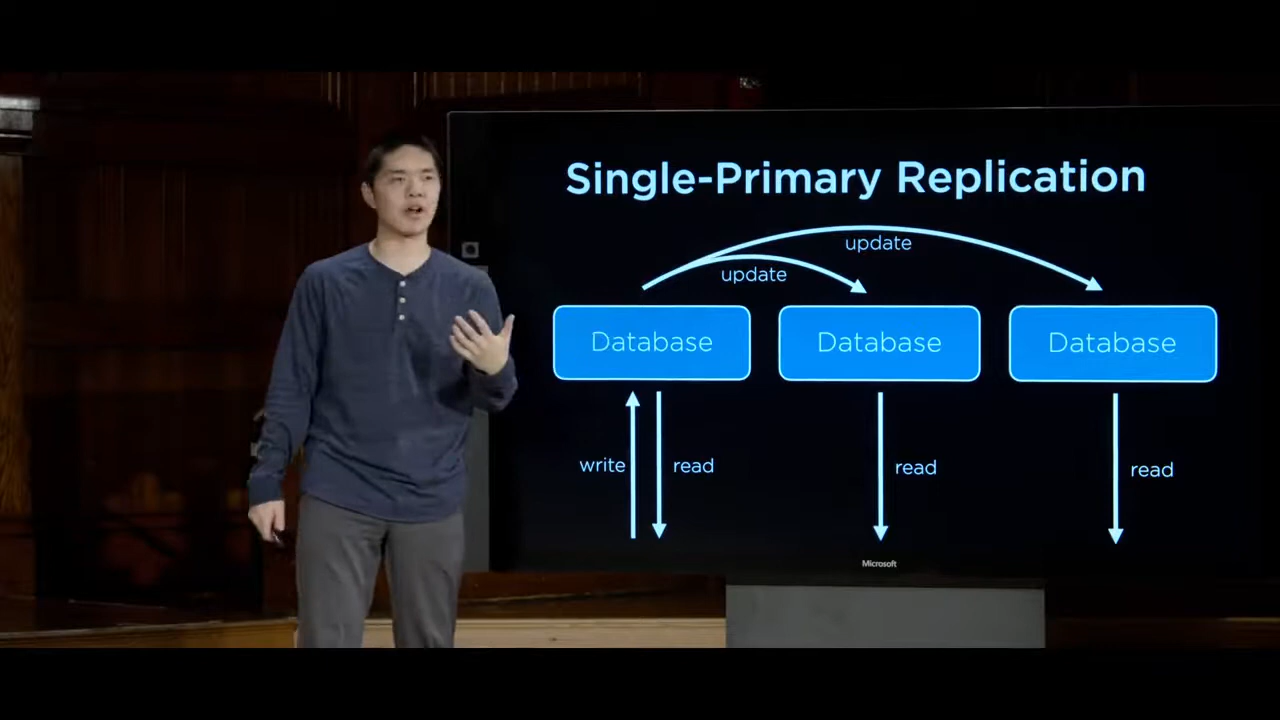 Single-Primary Replication
update
update
Database Database Database
write read read read
Microsoft